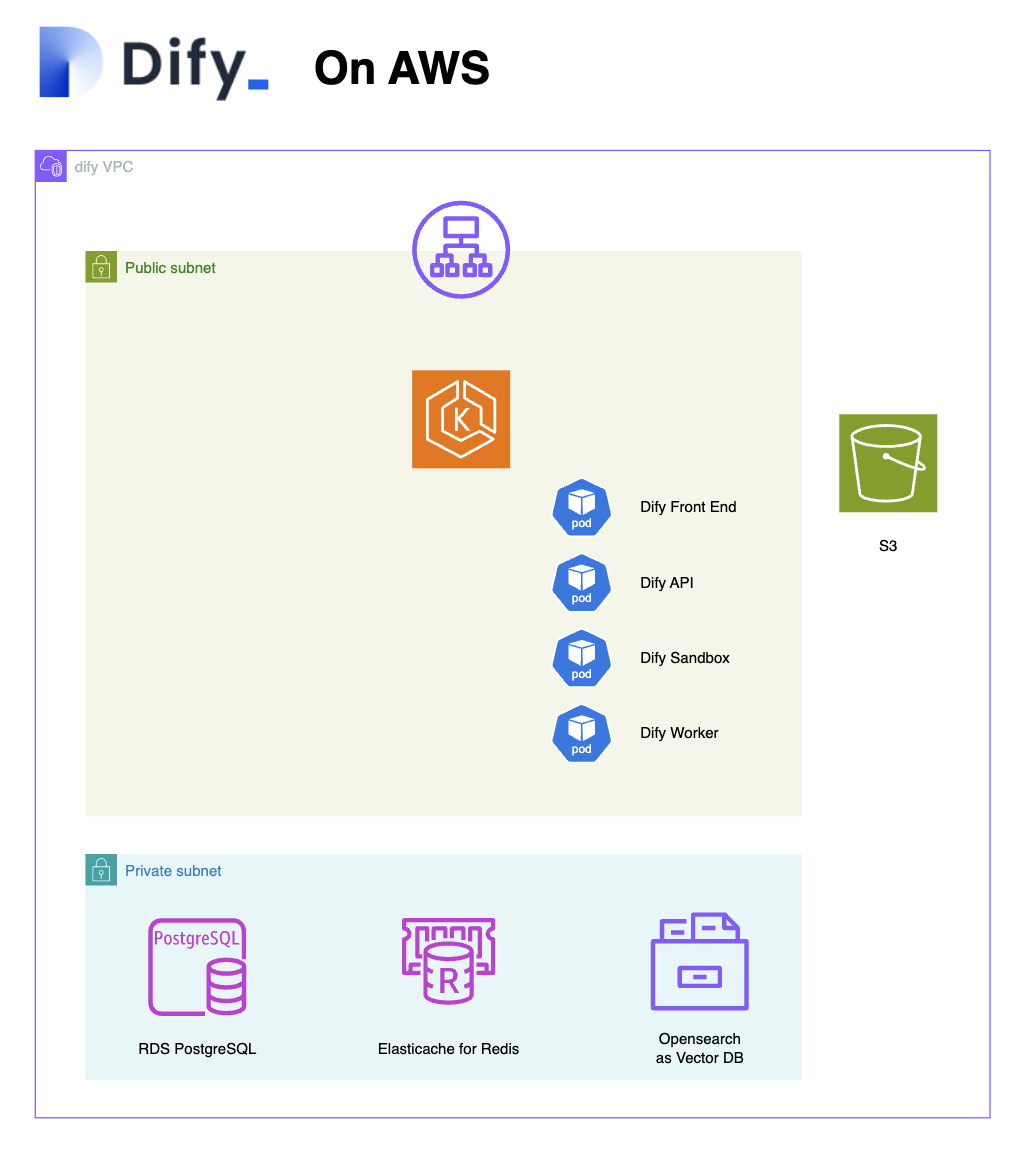 Dify_ On AWS
dify VPC
Public subnet
K
pod
Dify Front End
S3
pod
Dify API
pod
Dify Sandbox
pod
Dify Worker
Private subnet
PostgreSQL
R
RDS PostgreSQL
Elasticache for Redis
Opensearch
as Vector DB